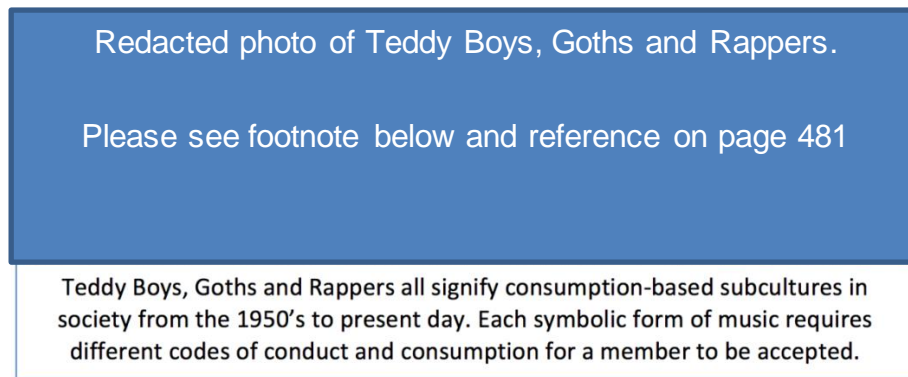 Redacted photo of Teddy Boys, Goths and Rappers.
Please see footnote below and reference on page 481
Teddy Boys, Goths and Rappers all signify consumption-based subcultures in
society from the 1950's to present day. Each symbolic form of music requires
different codes of conduct and consumption for a member to be accepted.